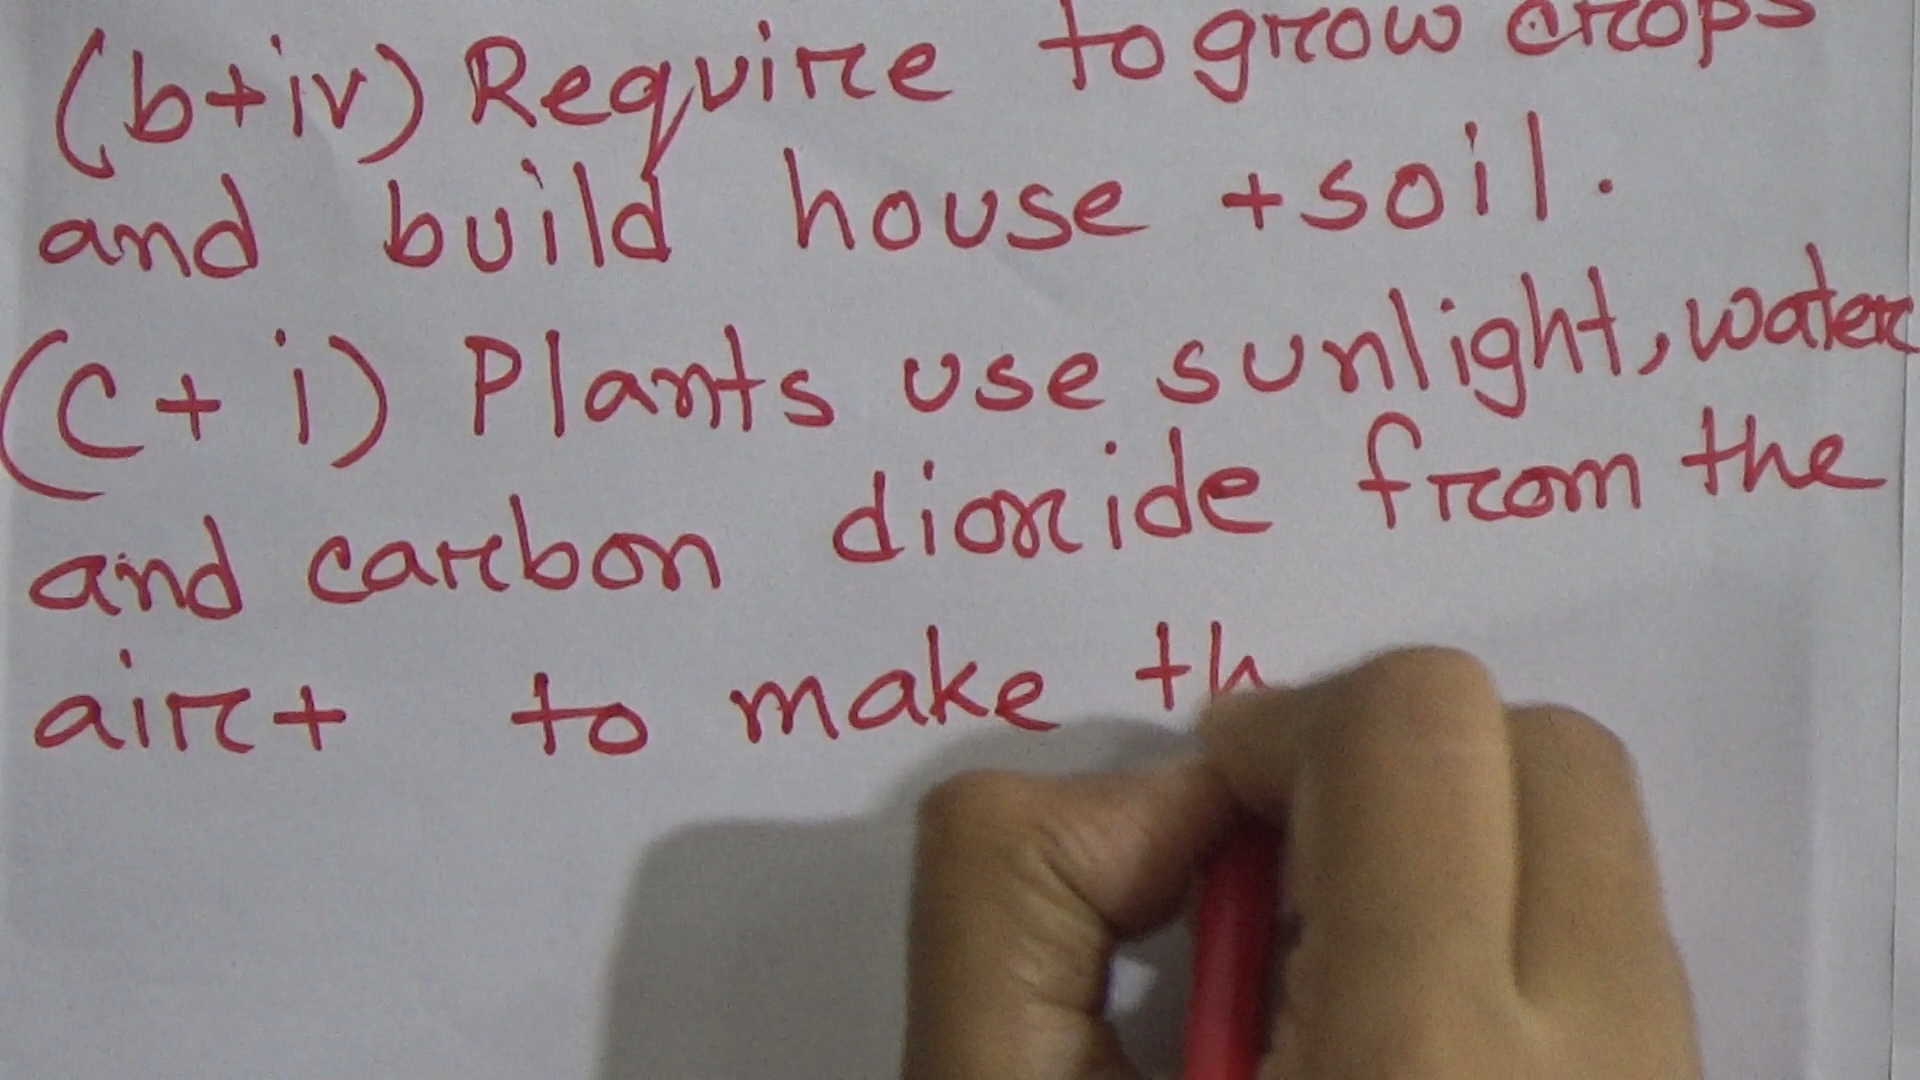 (b+iv) Require to grow crops
and build house +soil.
(c+ i) Plants use sunlight, water
and carbon dioxide from the
air+ to make th